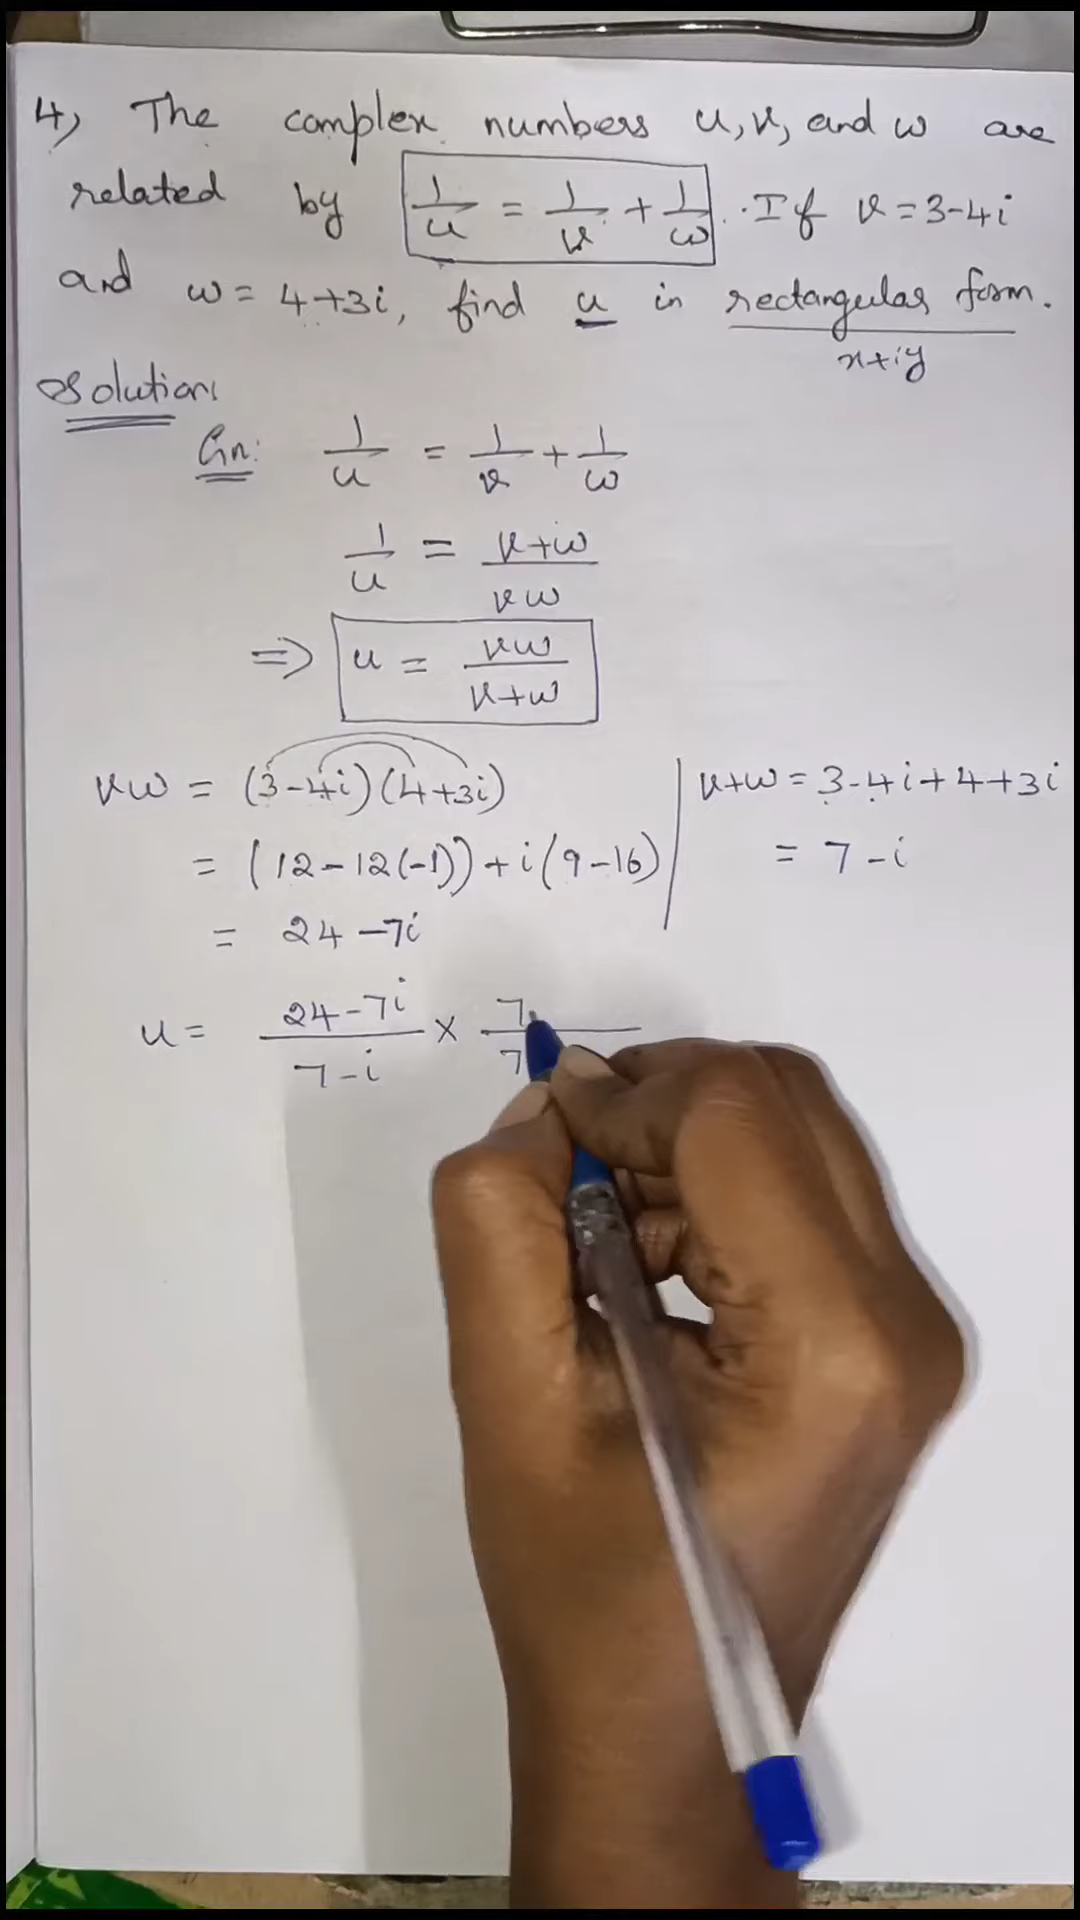 4) The complex numbers u, v, and w are
related by 1/u = 1/v + 1/w. If v = 3-4i
and w = 4+3i, find u in rectangular form.
x+iy
Solution:
Gn: 1/u = 1/v + 1/w
1/u = v+w/vw
=> u = vw/v+w
vw = (3-4i)(4+3i)
= (12-12(-1)) + i(9-16)
= 24-7i
v+w = 3-4i+4+3i
= 7-i
u = 24-7i/7-i × 7/7